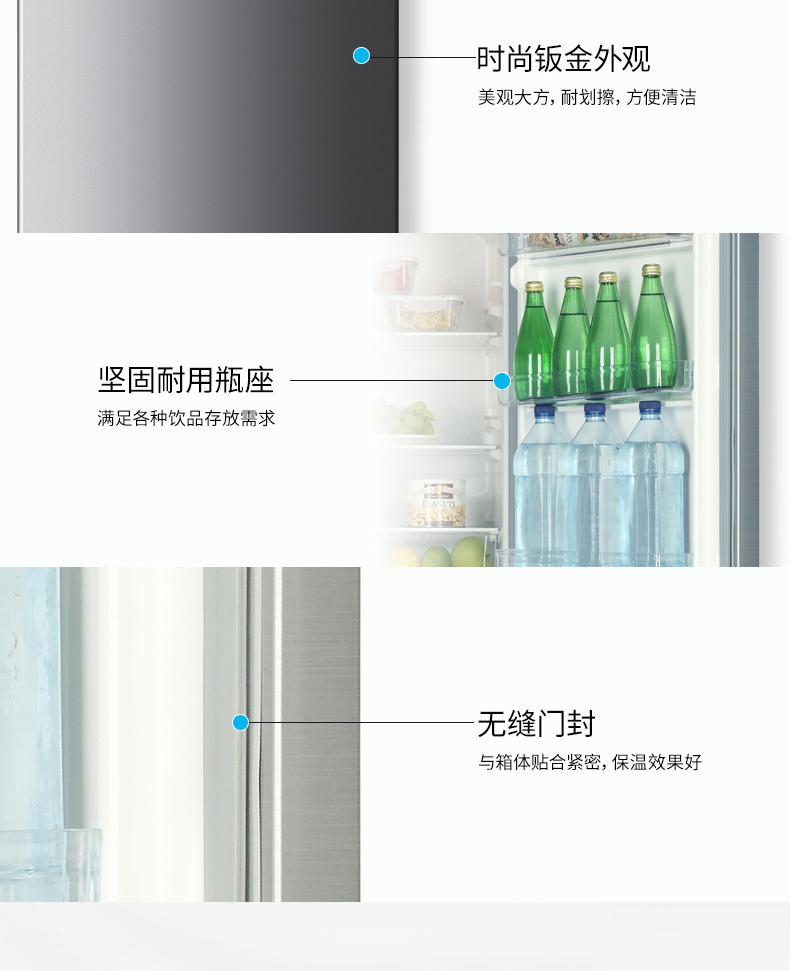 时尚钣金外观
美观大方，耐划擦，方便清洁
坚固耐用瓶座
满足各种饮品存放需求
PEANUTS
无缝门封
与箱体贴合紧密，保温效果好